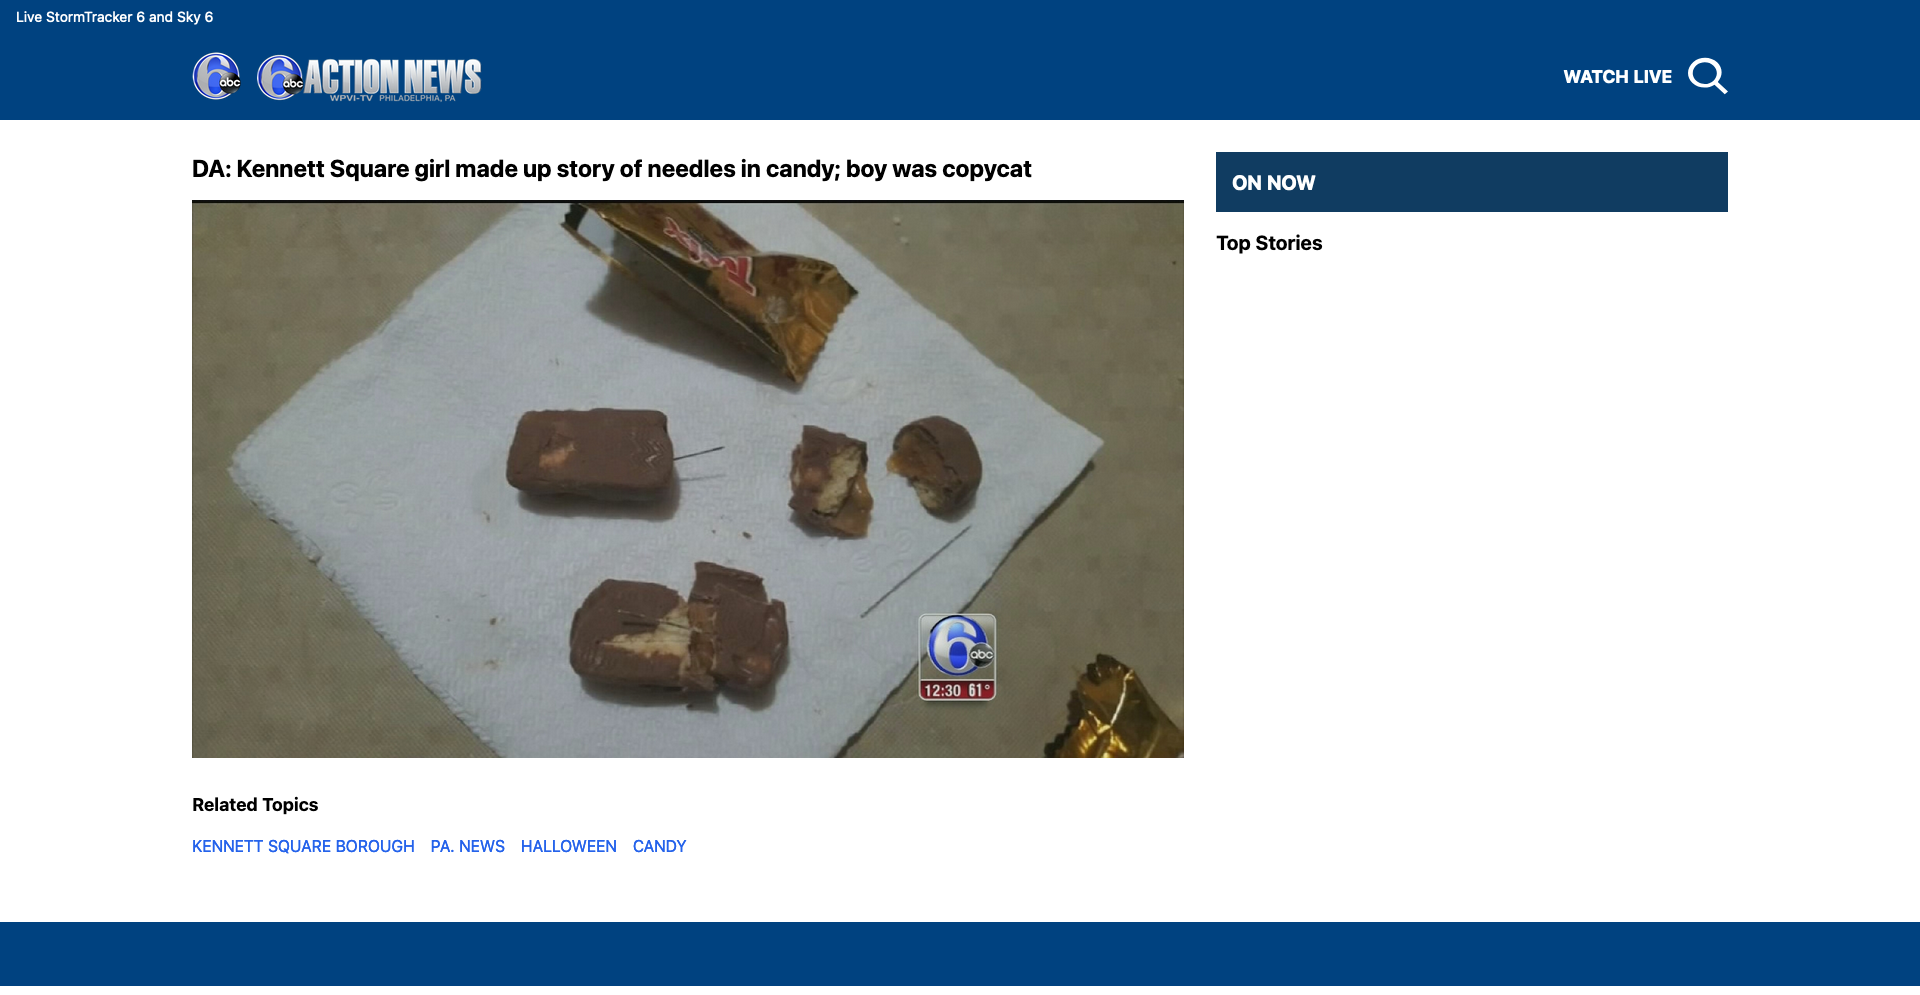 Live StormTracker 6 and Sky 6
6 abc
6 abc ACTION NEWS
WPVI-TV PHILADELPHIA, PA
WATCH LIVE
DA: Kennett Square girl made up story of needles in candy; boy was copycat
ON NOW
Top Stories
Twix
6 abc
12:30 61°
Related Topics
KENNETT SQUARE BOROUGH PA. NEWS HALLOWEEN CANDY